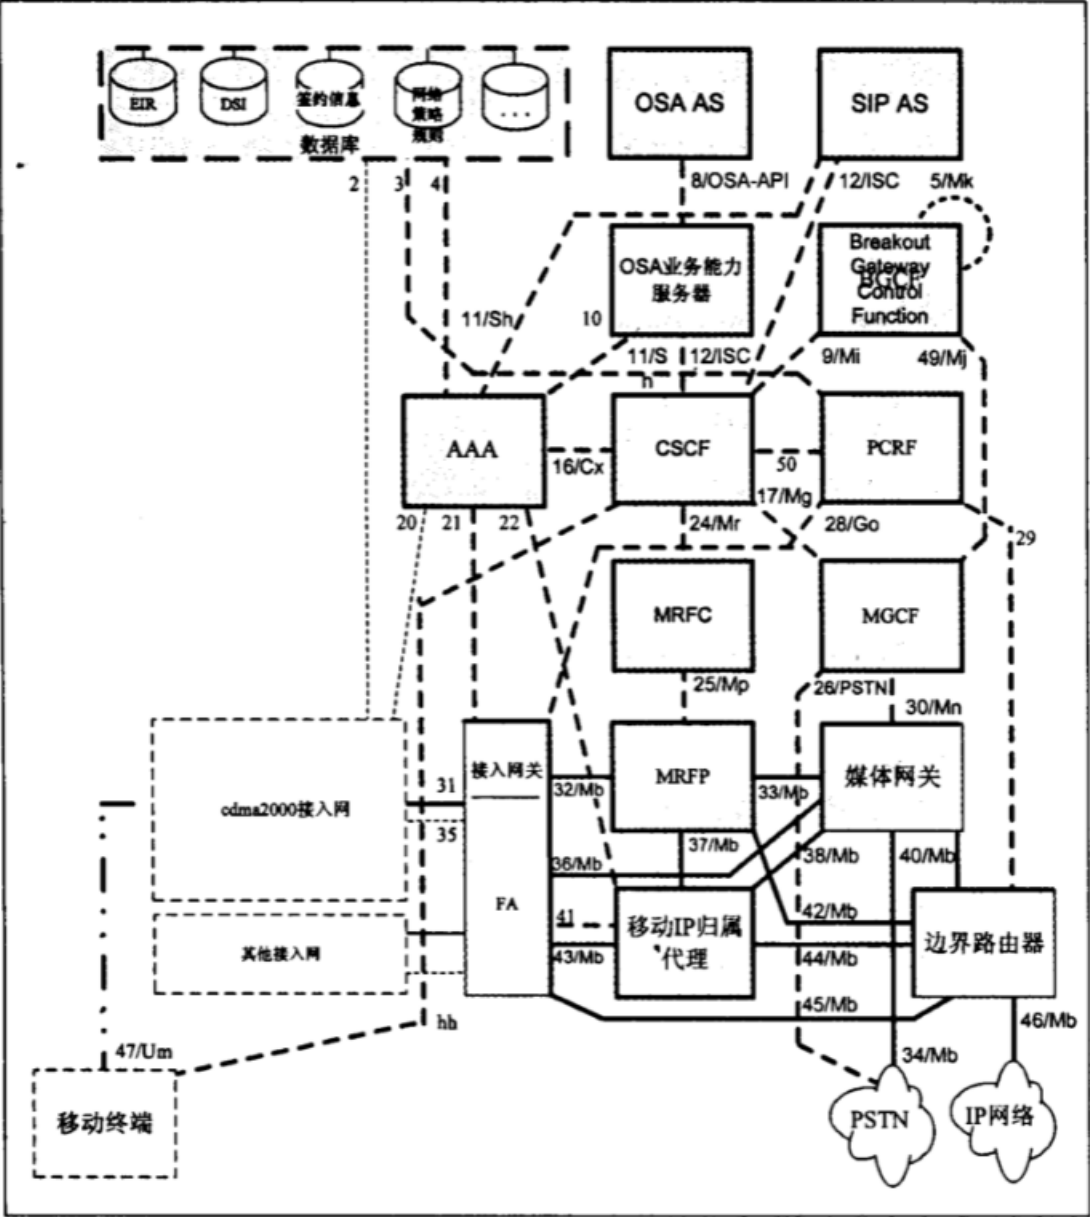 EIR
DSI
签约信息
网络
策略
规则
...
数据库
OSA AS
SIP AS
2
3
4
8/OSA-API
12/ISC
5/Mk
OSA业务能力
服务器
Breakout
Gateway
BGCF
Control
Function
11/Sh
10
11/S
h
12/ISC
9/Mi
49/Mj
AAA
16/Cx
CSCF
50
PCRF
20
21
22
17/Mg
24/Mr
28/Go
29
MRFC
MGCF
25/Mp
26/PSTN
30/Mn
cdma2000接入网
31
35
接入网关
FA
32/Mb
MRFP
33/Mb
媒体网关
36/Mb
37/Mb
38/Mb
40/Mb
其他接入网
41
43/Mb
移动IP归属
代理
42/Mb
44/Mb
边界路由器
45/Mb
46/Mb
hh
47/Um
34/Mb
移动终端
PSTN
IP网络